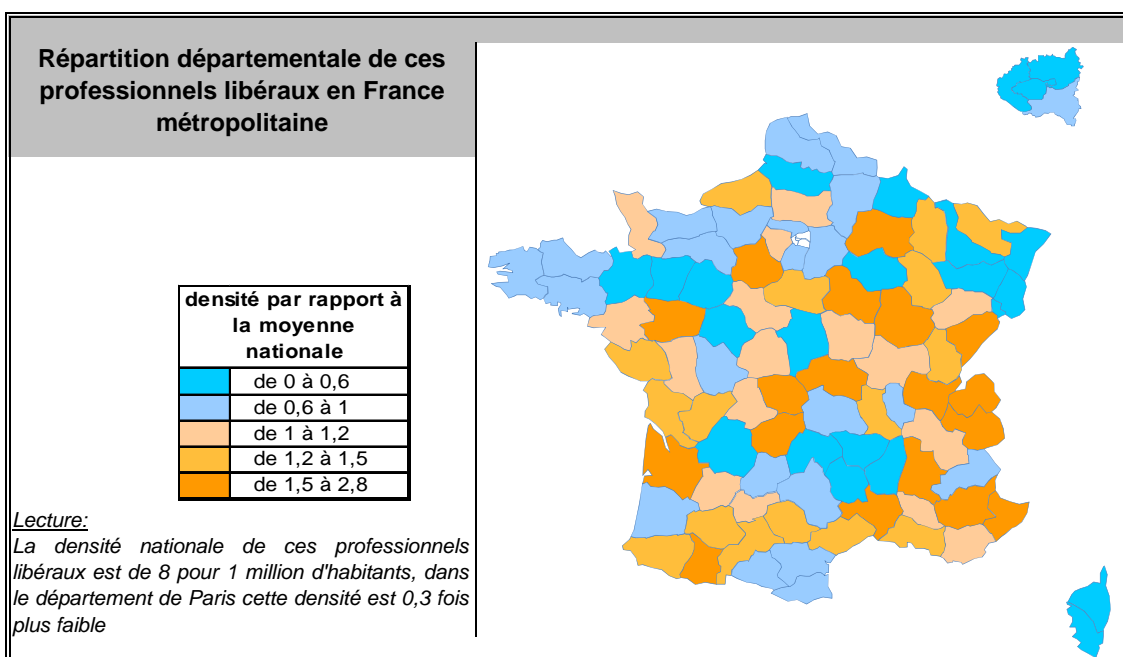 Répartition départementale de ces
professionnels libéraux en France
métropolitaine
densité par rapport à
la moyenne
nationale
de 0 à 0,6
de 0,6 à 1
de 1 à 1,2
de 1,2 à 1,5
de 1,5 à 2,8
Lecture:
La densité nationale de ces professionnels
libéraux est de 8 pour 1 million d'habitants, dans
le département de Paris cette densité est 0,3 fois
plus faible